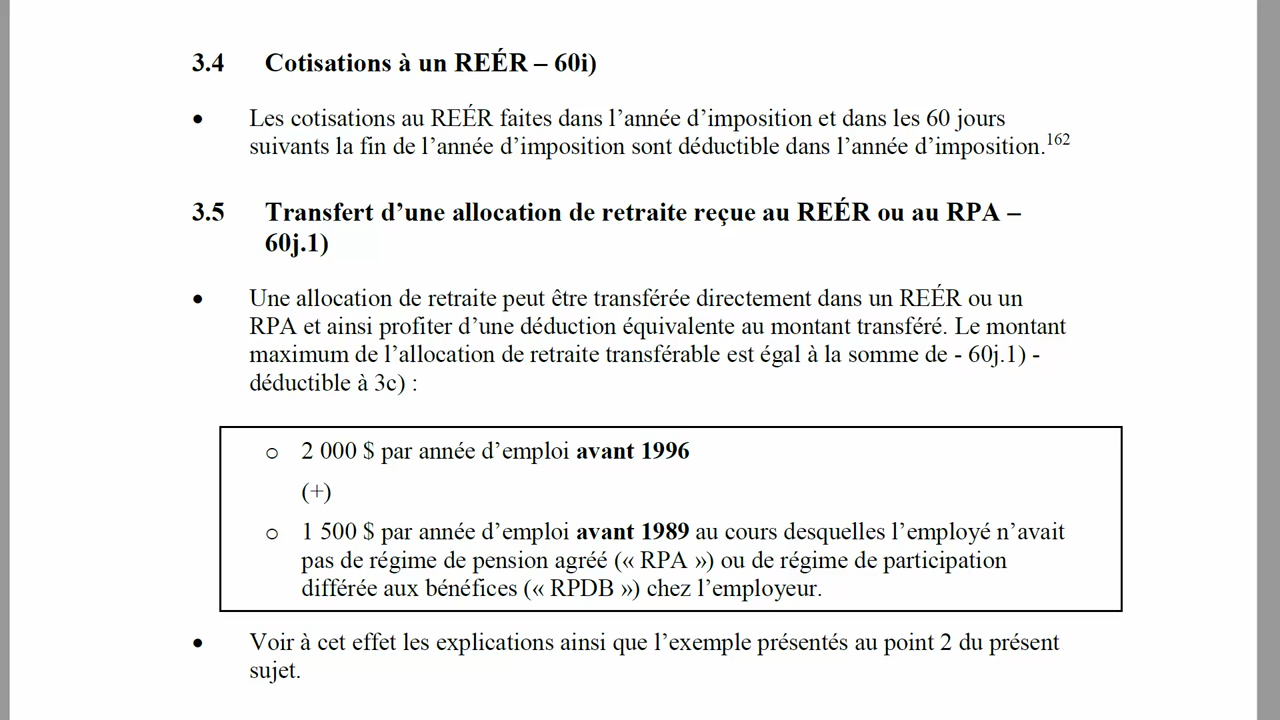 3.4 Cotisations à un REÉR – 60i)
• Les cotisations au REÉR faites dans l’année d’imposition et dans les 60 jours
suivants la fin de l’année d’imposition sont déductible dans l’année d’imposition.162
3.5 Transfert d’une allocation de retraite reçue au REÉR ou au RPA –
60j.1)
• Une allocation de retraite peut être transférée directement dans un REÉR ou un
RPA et ainsi profiter d’une déduction équivalente au montant transféré. Le montant
maximum de l’allocation de retraite transférable est égal à la somme de - 60j.1) -
déductible à 3c) :
o 2 000 $ par année d’emploi avant 1996
(+)
o 1 500 $ par année d’emploi avant 1989 au cours desquelles l’employé n’avait
pas de régime de pension agréé (« RPA ») ou de régime de participation
différée aux bénéfices (« RPDB ») chez l’employeur.
• Voir à cet effet les explications ainsi que l’exemple présentés au point 2 du présent
sujet.